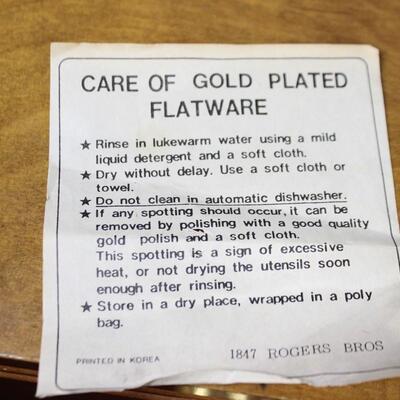 CARE OF GOLD PLATED
FLATWARE
★ Rinse in lukewarm water using a mild
liquid detergent and a soft cloth.
★ Dry without delay. Use a soft cloth or
towel.
★ Do not clean in automatic dishwasher.
★ If any spotting should occur, it can be
removed by polishing with a good quality
gold polish and a soft cloth.
This spotting is a sign of excessive
heat, or not drying the utensils soon
enough after rinsing.
★ Store in a dry place, wrapped in a poly
bag.
PRINTED IN KOREA
1847 ROGERS BROS